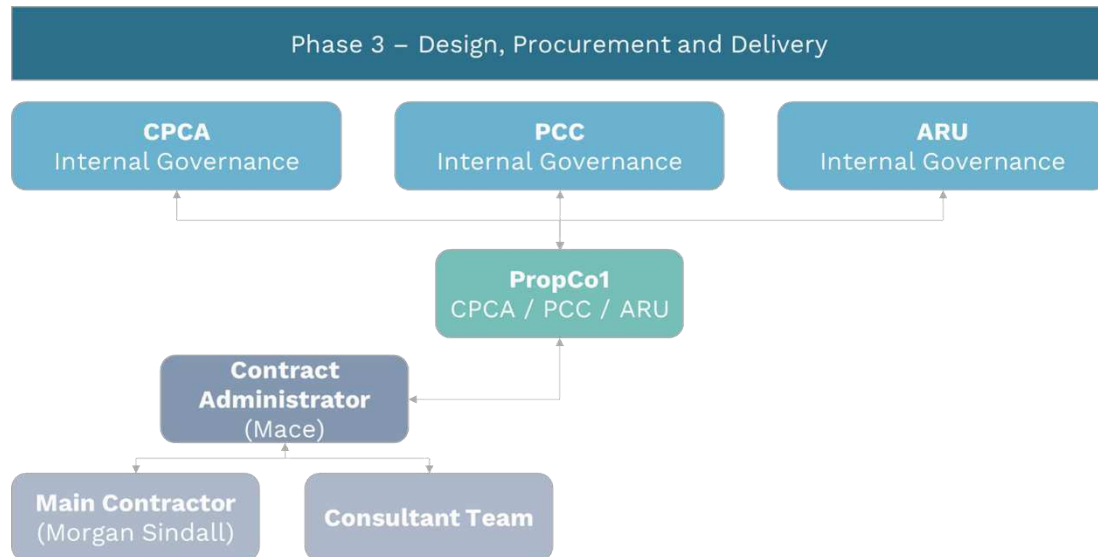 Phase 3 – Design, Procurement and Delivery
CPCA
Internal Governance
PCC
Internal Governance
ARU
Internal Governance
PropCo1
CPCA / PCC / ARU
Contract
Administrator
(Mace)
Main Contractor
(Morgan Sindall)
Consultant Team